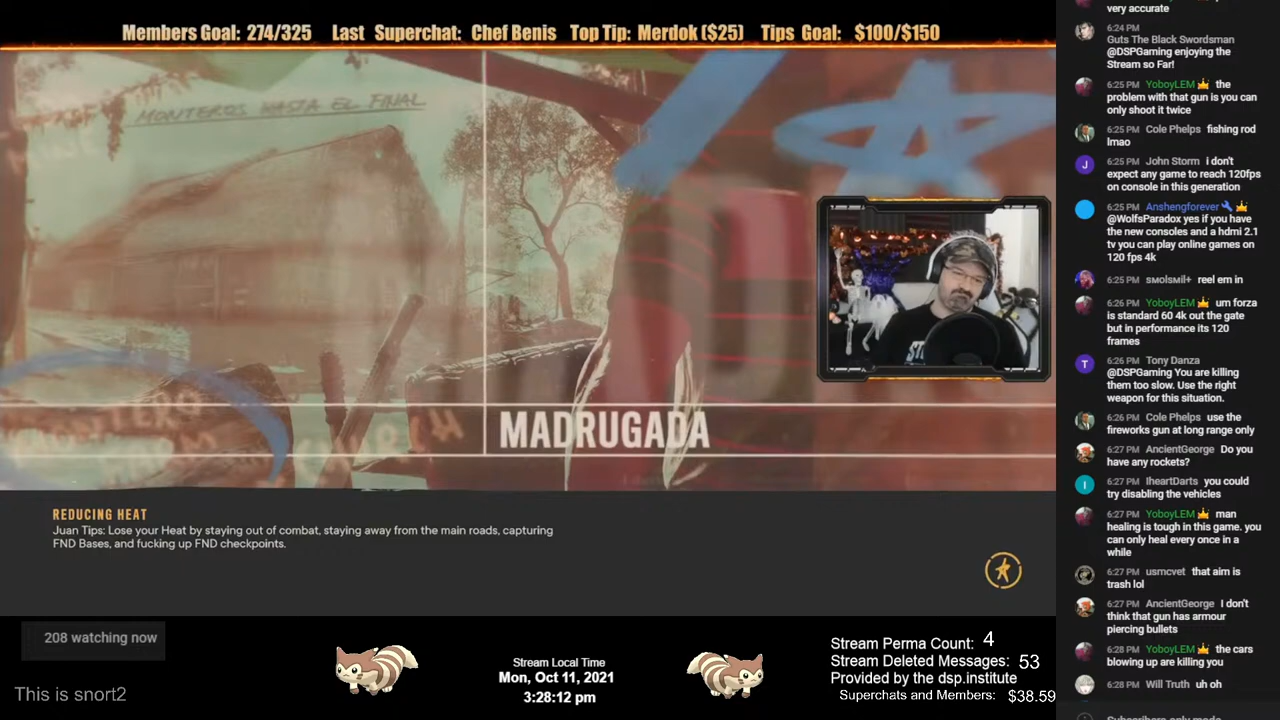 Members Goal: 274/325 Last Superchat: Chef Benis Top Tip: Merdok ($25) Tips Goal: $100/$150
MONTEROS HASTA EL FINAL
MADRUGADA
REDUCING HEAT
Juan Tips: Lose your Heat by staying out of combat, staying away from the main roads, capturing
FND Bases, and fucking up FND checkpoints.
208 watching now
This is snort2
Stream Local Time
Mon, Oct 11, 2021
3:28:12 pm
Stream Perma Count: 4
Stream Deleted Messages: 53
Provided by the dsp.institute
Superchats and Members: $38.59
very accurate
6:24 PM
Guts The Black Swordsman
@DSPGaming enjoying the
Stream so Far!
6:25 PM YoboyLEM the
problem with that gun is you can
only shoot it twice
6:25 PM Cole Phelps fishing rod
lmao
6:25 PM John Storm i don't
expect any game to reach 120fps
on console in this generation
6:25 PM Anshengforever
@WolfsParadox yes if you have
the new consoles and a hdmi 2.1
tv you can play online games on
120 fps 4k
6:25 PM ѕмolѕмιl+ reel em in
6:26 PM YoboyLEM um forza
is standard 60 4k out the gate
but in performance its 120
frames
6:26 PM Tony Danza
@DSPGaming You are killing
them too slow. Use the right
weapon for this situation.
6:26 PM Cole Phelps use the
fireworks gun at long range only
6:27 PM AncientGeorge Do you
have any rockets?
6:27 PM IheartDarts you could
try disabling the vehicles
6:27 PM YoboyLEM man
healing is tough in this game. you
can only heal every once in a
while
6:27 PM usmcvet that aim is
trash lol
6:27 PM AncientGeorge I don't
think that gun has armour
piercing bullets
6:28 PM YoboyLEM the cars
blowing up are killing you
6:28 PM Will Truth uh oh